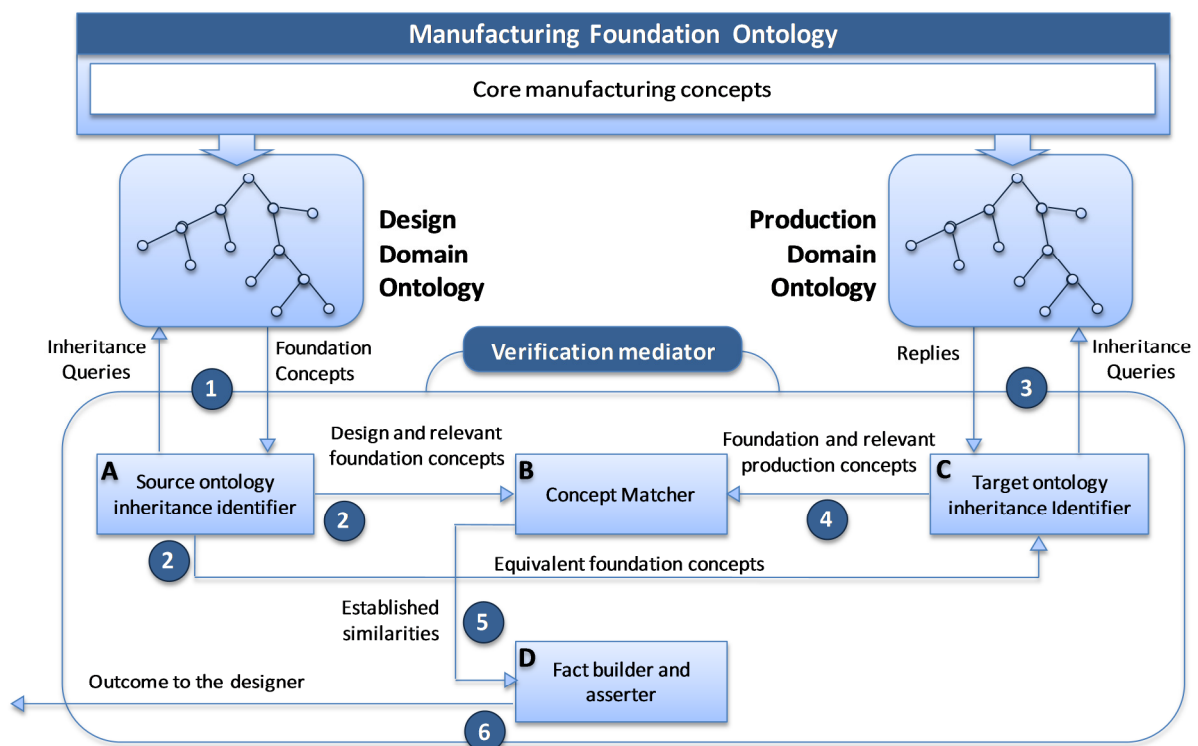 Manufacturing Foundation Ontology
Core manufacturing concepts
Design
Domain
Ontology
Production
Domain
Ontology
Inheritance
Queries
Foundation
Concepts
Verification mediator
Replies
Inheritance
Queries
1
3
Design and relevant
foundation concepts
Foundation and relevant
production concepts
A
Source ontology
inheritance identifier
B
Concept Matcher
C
Target ontology
inheritance Identifier
2
4
2
Equivalent foundation concepts
Established
similarities
5
D
Fact builder and
asserter
Outcome to the designer
6